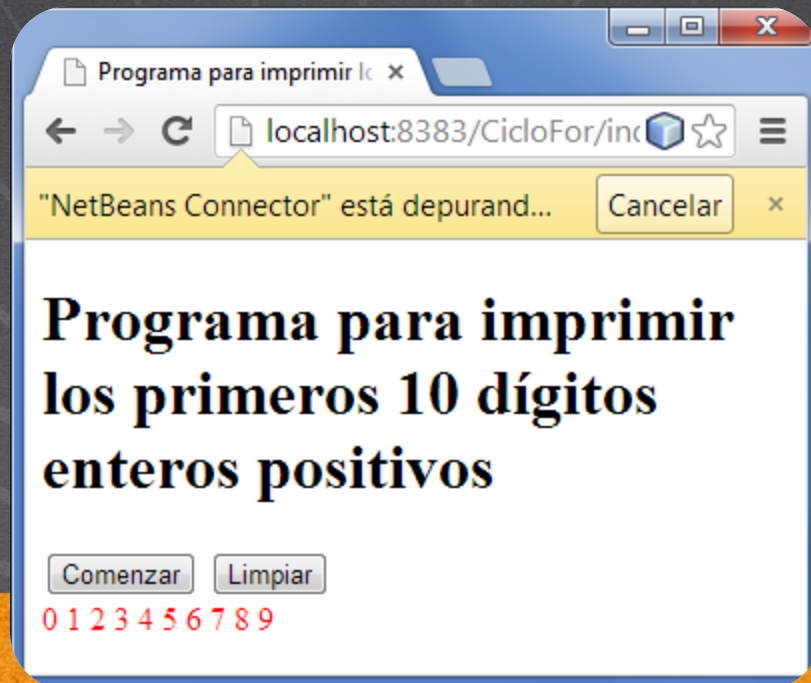 Programa para imprimir lo
localhost:8383/CicloFor/inc
"NetBeans Connector" está depurand...
Cancelar
Programa para imprimir
los primeros 10 dígitos
enteros positivos
Comenzar Limpiar
0 1 2 3 4 5 6 7 8 9